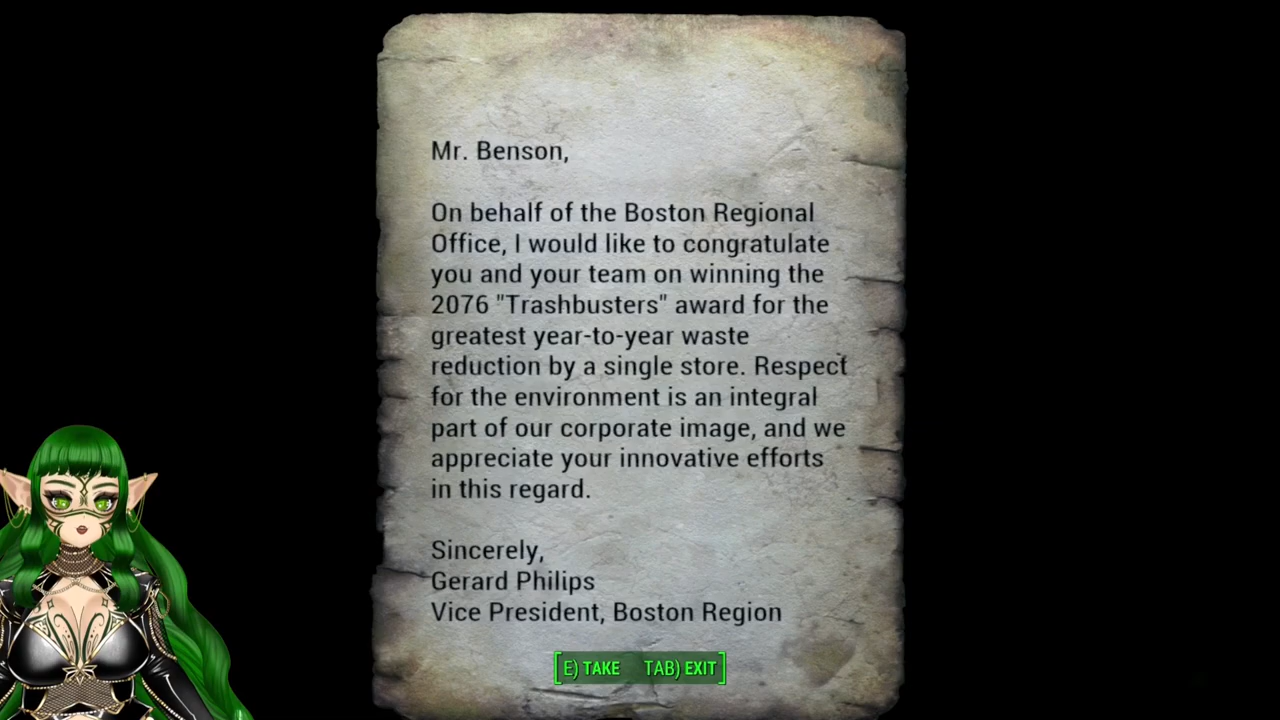 Mr. Benson,
On behalf of the Boston Regional
Office, I would like to congratulate
you and your team on winning the
2076 "Trashbusters" award for the
greatest year-to-year waste
reduction by a single store. Respect
for the environment is an integral
part of our corporate image, and we
appreciate your innovative efforts
in this regard.
Sincerely,
Gerard Philips
Vice President, Boston Region
E) TAKE TAB) EXIT